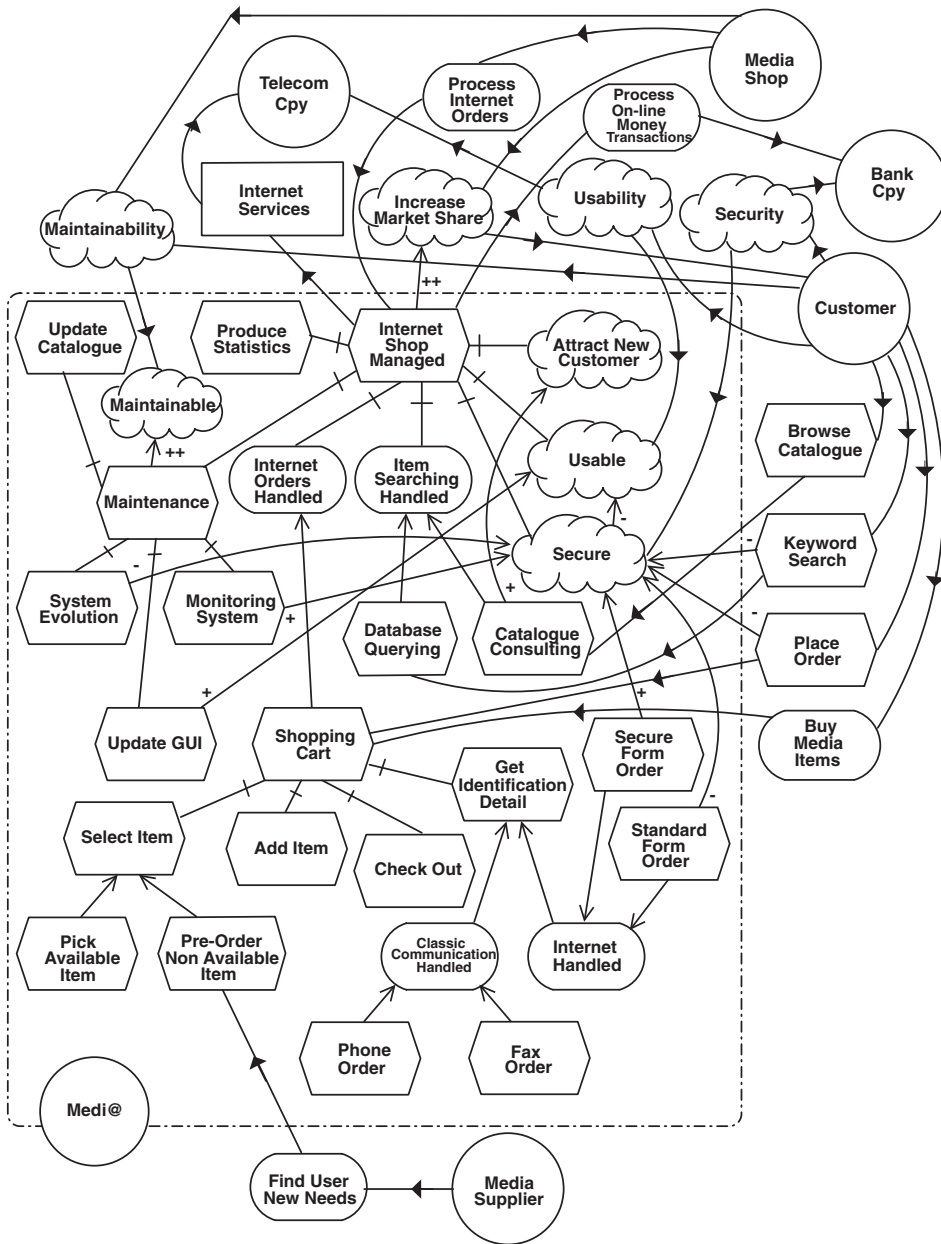 Media
Shop
Telecom
Cpy
Process
Internet
Orders
Process
On-line
Money
Transactions
Bank
Cpy
Internet
Services
Increase
Market Share
Usability
Security
Maintainability
++
Customer
Update
Catalogue
Produce
Statistics
Internet
Shop
Managed
Attract New
Customer
Maintainable
++
Browse
Catalogue
Internet
Orders
Handled
Item
Searching
Handled
Usable
Maintenance
-
-
Secure
-
Keyword
Search
System
Evolution
Monitoring
System
+
+
Database
Querying
Catalogue
Consulting
-
Place
Order
+
+
Update GUI
Shopping
Cart
Get
Identification
Detail
Secure
Form
Order
Buy
Media
Items
-
Select Item
Add Item
Check Out
Standard
Form
Order
Pick
Available
Item
Pre-Order
Non Available
Item
Classic
Communication
Handled
Internet
Handled
Phone
Order
Fax
Order
Medi@
Find User
New Needs
Media
Supplier